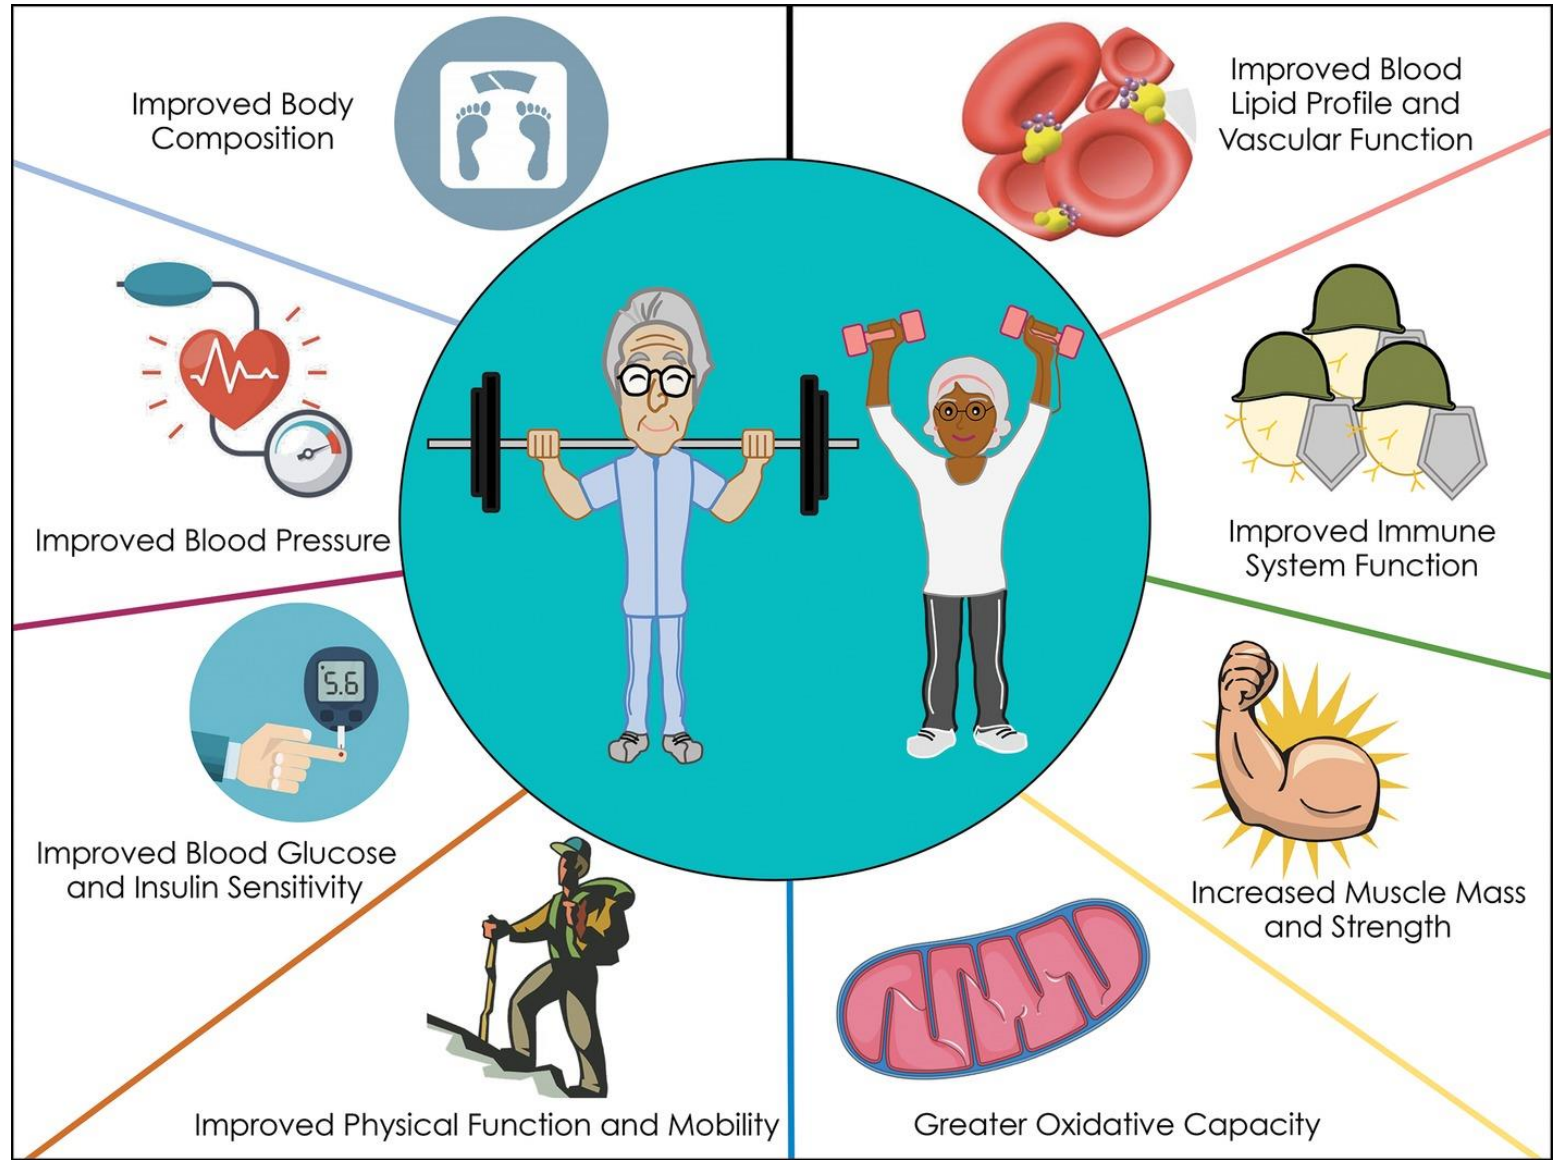 Improved Body
Composition
Improved Blood
Lipid Profile and
Vascular Function
Improved Blood Pressure
Improved Immune
System Function
5.6
Improved Blood Glucose
and Insulin Sensitivity
Increased Muscle Mass
and Strength
Improved Physical Function and Mobility
Greater Oxidative Capacity